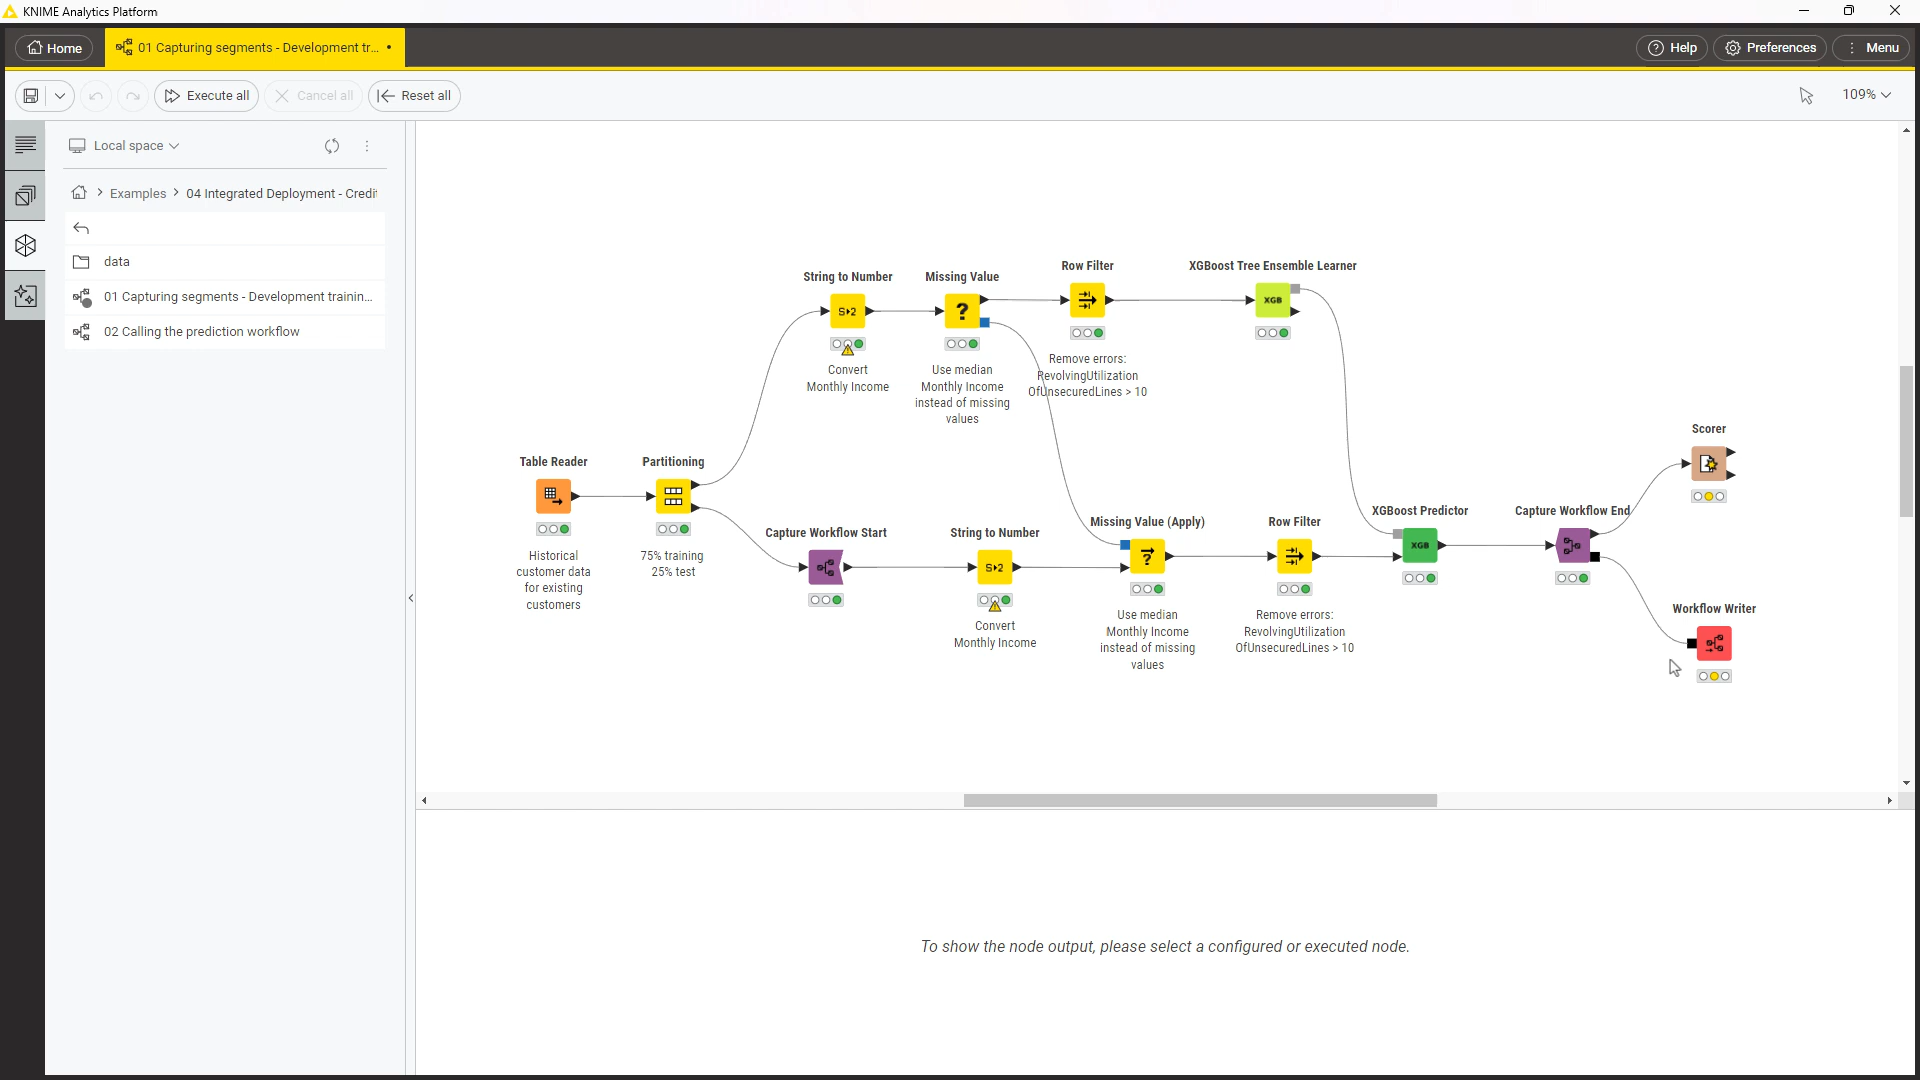 KNIME Analytics Platform
Home
01 Capturing segments - Development tr... •
Help
Preferences
Menu
Execute all
Cancel all
Reset all
109%
Local space
Examples > 04 Integrated Deployment - Credit
data
01 Capturing segments - Development trainin...
02 Calling the prediction workflow
Row Filter
XGBoost Tree Ensemble Learner
String to Number
Missing Value
S▸2
?
XGB
Remove errors:
RevolvingUtilization
OfUnsecuredLines > 10
Convert
Monthly Income
Use median
Monthly Income
instead of missing
values
Scorer
Table Reader
Partitioning
Historical
customer data
for existing
customers
75% training
25% test
Capture Workflow Start
String to Number
S▸2
Convert
Monthly Income
Missing Value (Apply)
?
Use median
Monthly Income
instead of missing
values
Row Filter
Remove errors:
RevolvingUtilization
OfUnsecuredLines > 10
XGBoost Predictor
XGB
Capture Workflow End
Workflow Writer
To show the node output, please select a configured or executed node.